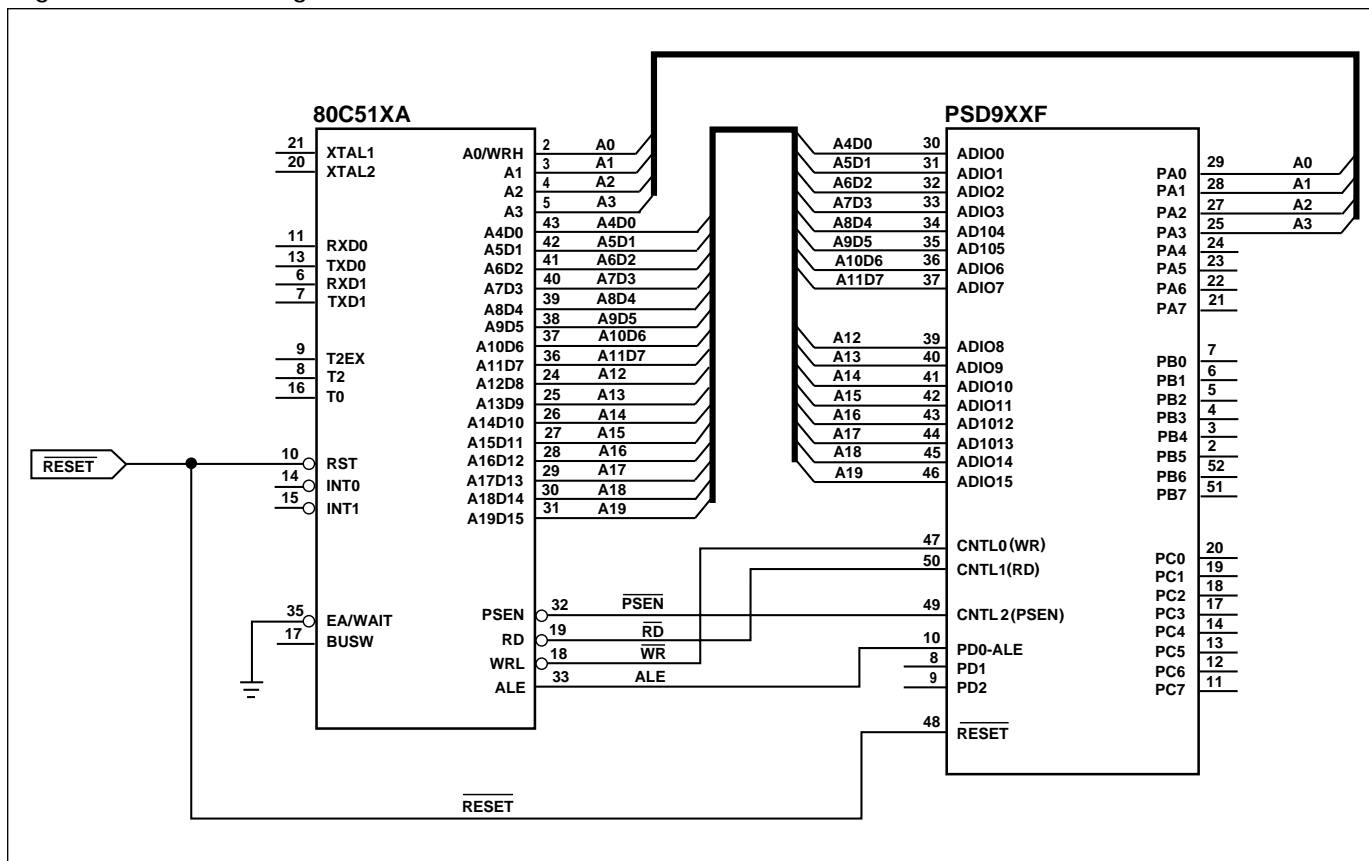 80C51XA
21
XTAL1
20
XTAL2
11
RXD0
13
TXD0
6
RXD1
7
TXD1
9
T2EX
8
T2
16
T0
RESET
10
RST
14
INT0
15
INT1
35
EA/WAIT
17
BUSW
A0/WRH 2 A0
A1 3 A1
A2 4 A2
A3 5 A3
A4D0 43 A4D0
A5D1 42 A5D1
A6D2 41 A6D2
A7D3 40 A7D3
A8D4 39 A8D4
A9D5 38 A9D5
A10D6 37 A10D6
A11D7 36 A11D7
A12D8 24 A12
A13D9 25 A13
A14D10 26 A14
A15D11 27 A15
A16D12 28 A16
A17D13 29 A17
A18D14 30 A18
A19D15 31 A19
PSEN 32 PSEN
RD 19 RD
WRL 18 WR
ALE 33 ALE
RESET
PSD9XXF
A4D0 30 ADIO0
A5D1 31 ADIO1
A6D2 32 ADIO2
A7D3 33 ADIO3
A8D4 34 AD104
A9D5 35 AD105
A10D6 36 ADIO6
A11D7 37 ADIO7
A12 39 ADIO8
A13 40 ADIO9
A14 41 ADIO10
A15 42 ADIO11
A16 43 AD1012
A17 44 AD1013
A18 45 ADIO14
A19 46 ADIO15
47 CNTL0(WR)
50 CNTL1(RD)
49 CNTL2(PSEN)
10 PD0-ALE
8 PD1
9 PD2
48 RESET
PA0 29 A0
PA1 28 A1
PA2 27 A2
PA3 25 A3
PA4 24
PA5 23
PA6 22
PA7 21
PB0 7
PB1 6
PB2 5
PB3 4
PB4 3
PB5 2
PB6 52
PB7 51
PC0 20
PC1 19
PC2 18
PC3 17
PC4 14
PC5 13
PC6 12
PC7 11